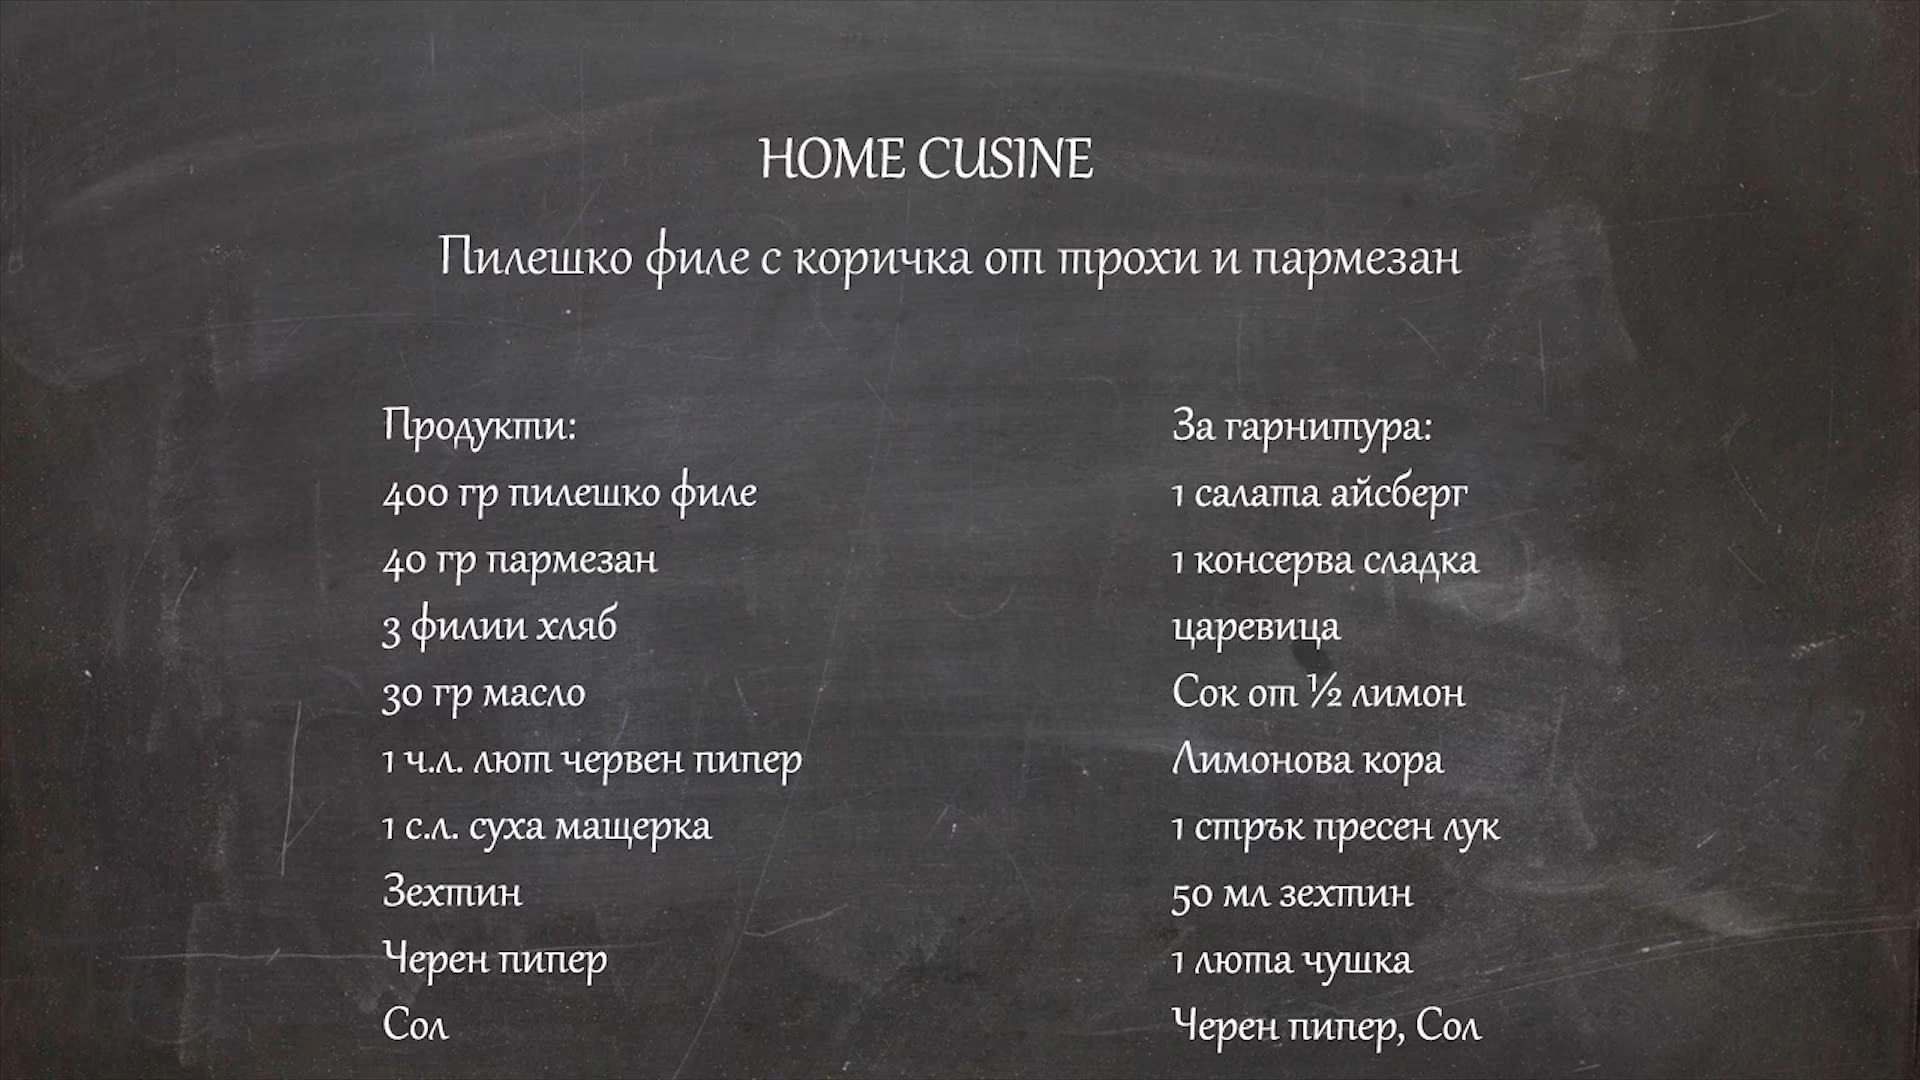 HOME CUSINE
Пилешко филе с коричка от трохи и пармезан
Продукти:
400 гр пилешко филе
40 гр пармезан
3 филии хляб
30 гр масло
1 ч.л. лют червен пипер
1 с.л. суха мащерка
Зехтин
Черен пипер
Сол
За гарнитура:
1 салата айсберг
1 консерва сладка
царевица
Сок от ½ лимон
Лимонова кора
1 стрък пресен лук
50 мл зехтин
1 люта чушка
Черен пипер, Сол